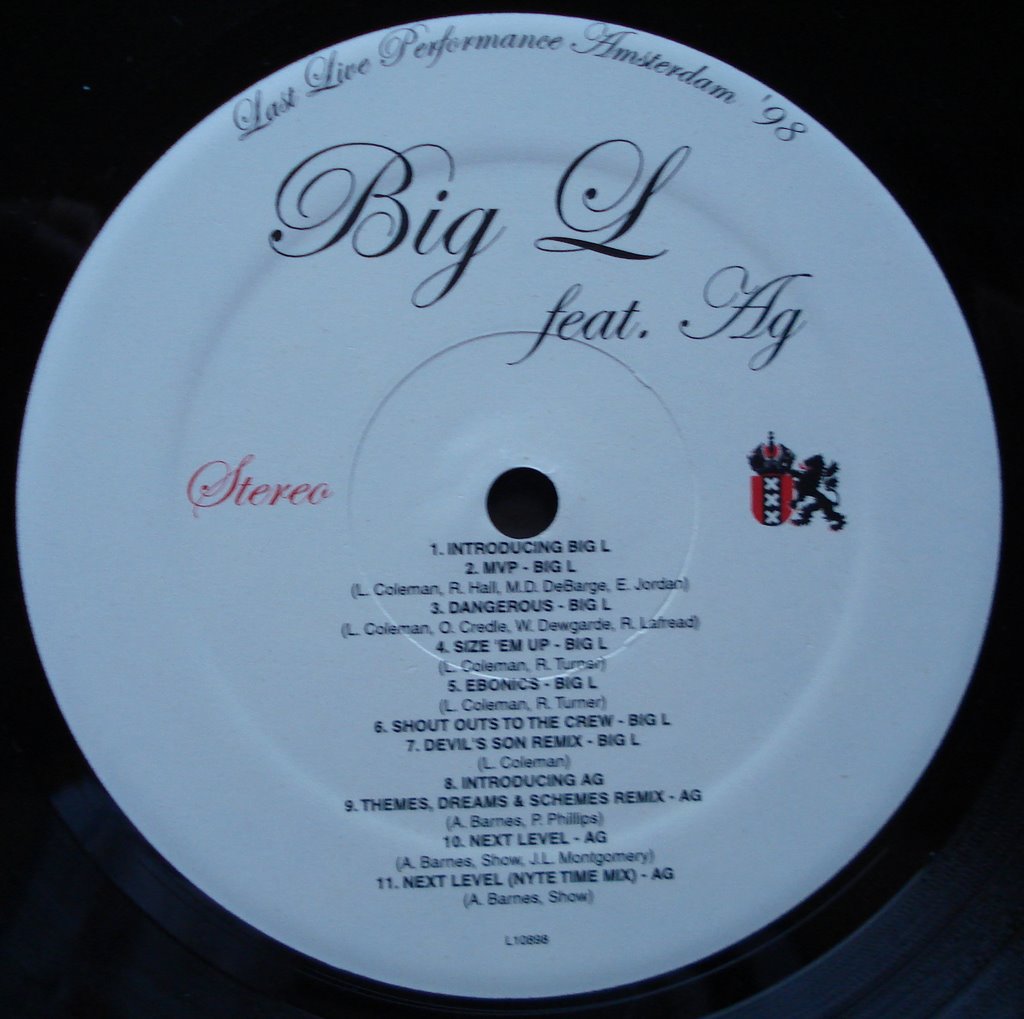 Last Live Performance Amsterdam '98
Big L
feat. Ag
Stereo
1. INTRODUCING BIG L
2. MVP - BIG L
(L. Coleman, R. Hall, M.D. DeBarge, E. Jordan)
3. DANGEROUS - BIG L
(L. Coleman, O. Credle, W. Dewgarde, R. Lafread)
4. SIZE 'EM UP - BIG L
(L. Coleman, R. Turner)
5. EBONICS - BIG L
(L. Coleman, R. Turner)
6. SHOUT OUTS TO THE CREW - BIG L
7. DEVIL'S SON REMIX - BIG L
(L. Coleman)
8. INTRODUCING AG
9. THEMES, DREAMS & SCHEMES REMIX - AG
(A. Barnes, P. Phillips)
10. NEXT LEVEL - AG
(A. Barnes, Show, J.L. Montgomery)
11. NEXT LEVEL (NYTE TIME MIX) - AG
(A. Barnes, Show)
L10898